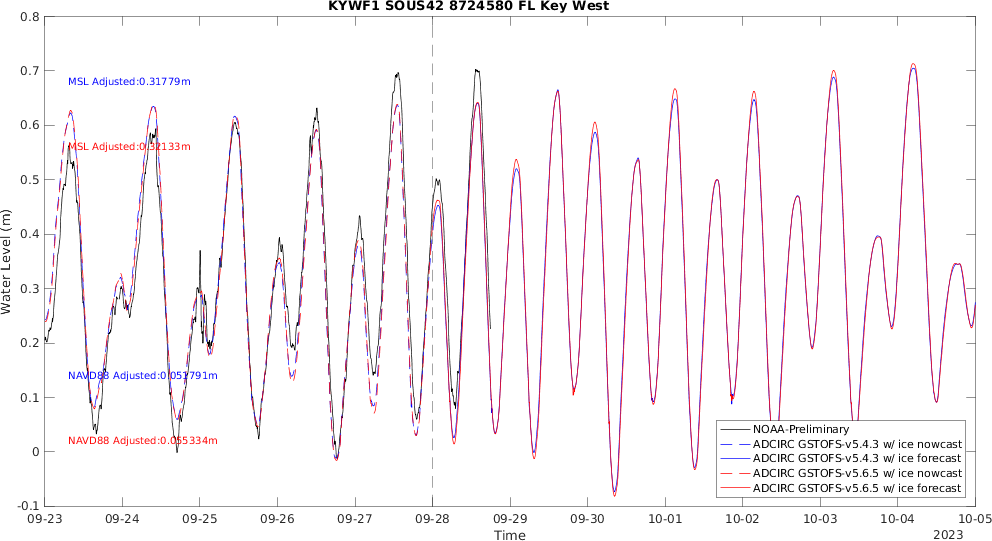 KYWF1 SOUS42 8724580 FL Key West
0.8
0.7
0.6
0.5
0.4
0.3
0.2
0.1
0
-0.1
Water Level (m)
MSL Adjusted:0.31779m
MSL Adjusted:0.32133m
NAVD88 Adjusted:0.051791m
NAVD88 Adjusted:0.055334m
NOAA-Preliminary
ADCIRC GSTOFS-v5.4.3 w/ ice nowcast
ADCIRC GSTOFS-v5.4.3 w/ ice forecast
ADCIRC GSTOFS-v5.6.5 w/ ice nowcast
ADCIRC GSTOFS-v5.6.5 w/ ice forecast
09-23 09-24 09-25 09-26 09-27 09-28 09-29 09-30 10-01 10-02 10-03 10-04 10-05
Time
2023